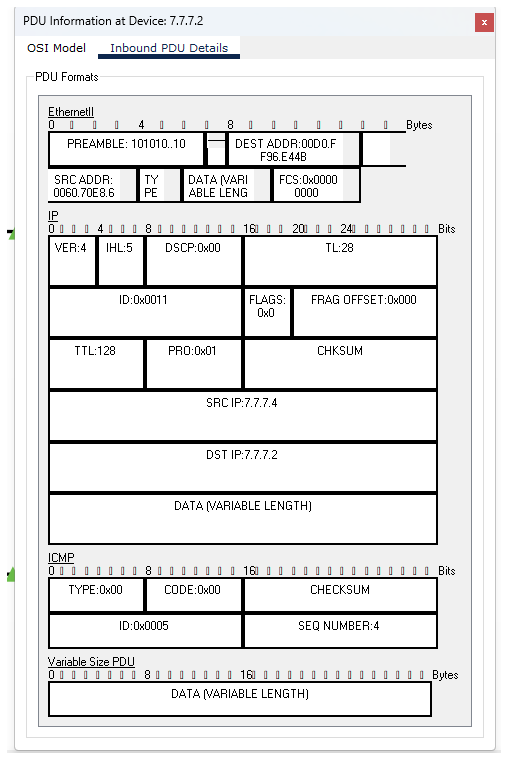 PDU Information at Device: 7.7.7.2
x
OSI Model
Inbound PDU Details
PDU Formats
EthernetII
0 4 8 Bytes
PREAMBLE: 101010..10
DEST ADDR:00D0.F
F96.E44B
SRC ADDR:
0060.70E8.6
TY
PE
DATA (VARI
ABLE LENG
FCS:0x0000
0000
IP
0 4 8 16 20 24 Bits
VER:4 IHL:5 DSCP:0x00 TL:28
ID:0x0011 FLAGS:
0x0
FRAG OFFSET:0x000
TTL:128 PRO:0x01 CHKSUM
SRC IP:7.7.7.4
DST IP:7.7.7.2
DATA (VARIABLE LENGTH)
ICMP
0 8 16 Bits
TYPE:0x00 CODE:0x00 CHECKSUM
ID:0x0005 SEQ NUMBER:4
Variable Size PDU
0 8 16 Bytes
DATA (VARIABLE LENGTH)